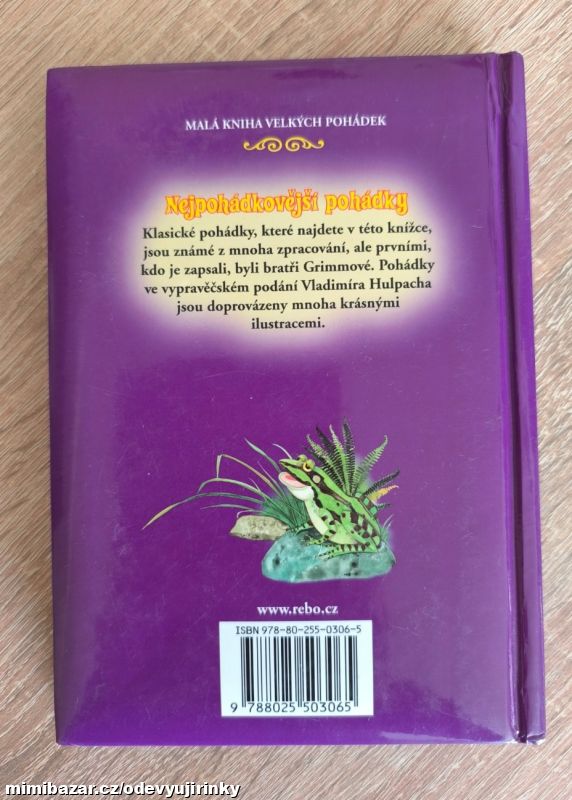 MALÁ KNIHA VELKÝCH POHÁDEK
Nejpohádkovější pohádky
Klasické pohádky, které najdete v této knížce,
jsou známé z mnoha zpracování, ale prvními,
kdo je zapsali, byli bratři Grimmové. Pohádky
ve vypravěčském podání Vladimíra Hulpacha
jsou doprovázeny mnoha krásnými
ilustracemi.
www.rebo.cz
ISBN 978-80-255-0306-5
9 788025 503065
mimibazar.cz/odevyujirinky